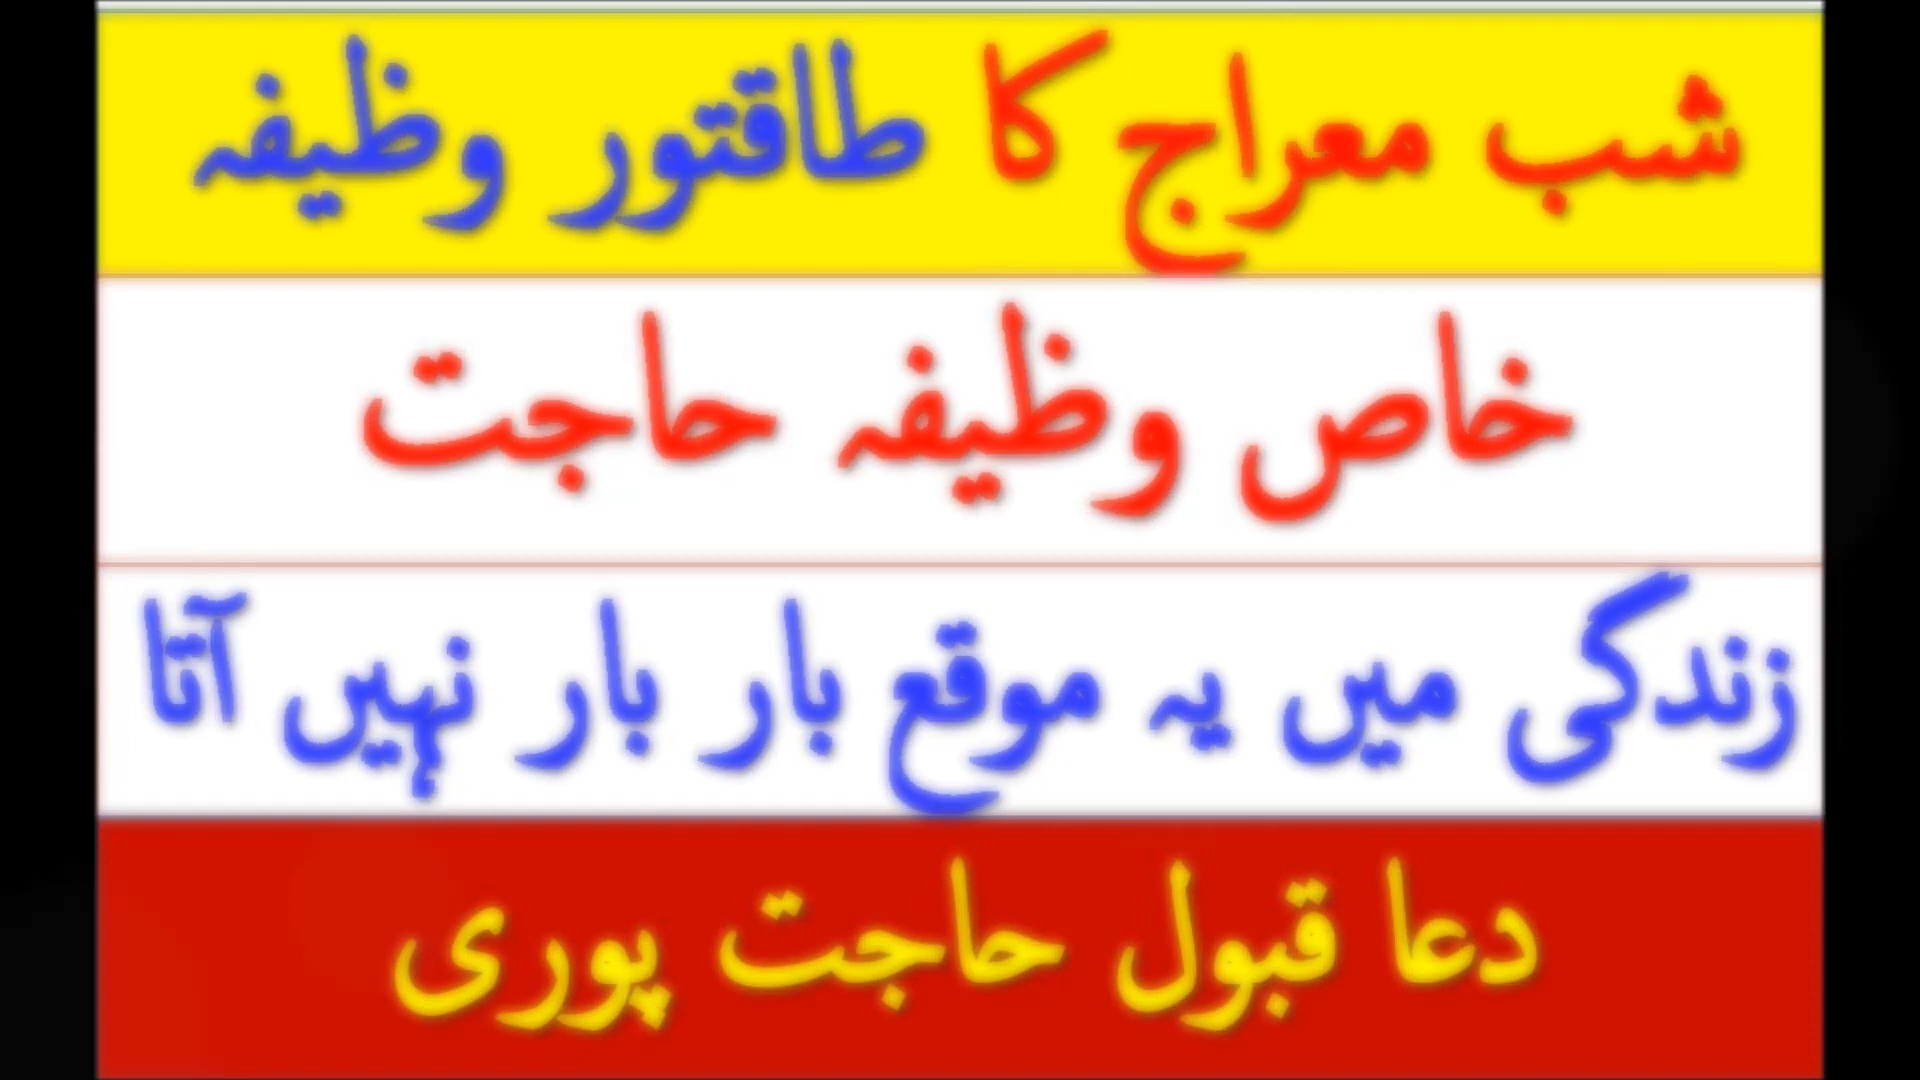 شب معراج کا طاقتور وظیفہ
خاص وظیفہ حاجت
زندگی میں یہ موقع بار بار نہیں آتا
دعا قبول حاجت پوری